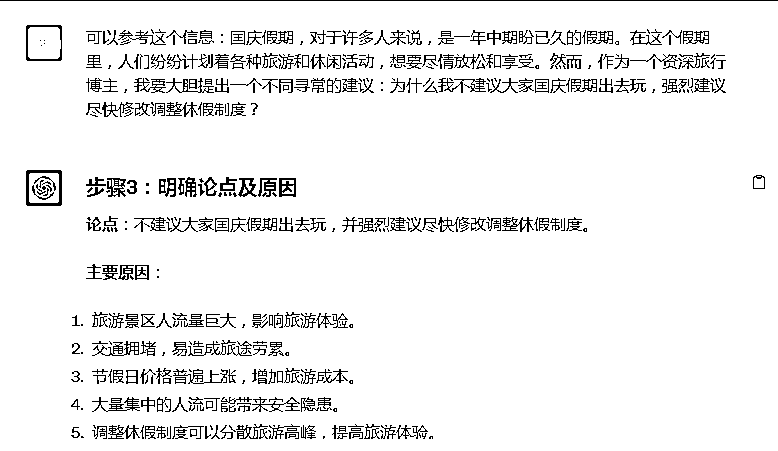 可以参考这个信息：国庆假期，对于许多人来说，是一年中期盼已久的假期。在这个假期
里，人们纷纷计划着各种旅游和休闲活动，想要尽情放松和享受。然而，作为一个资深旅行
博主，我要大胆提出一个不同寻常的建议：为什么我不建议大家国庆假期出去玩，强烈建议
尽快修改调整休假制度？
步骤3：明确论点及原因
论点：不建议大家国庆假期出去玩，并强烈建议尽快修改调整休假制度。
主要原因：
1. 旅游景区人流量巨大，影响旅游体验。
2. 交通拥堵，易造成旅途劳累。
3. 节假日价格普遍上涨，增加旅游成本。
4. 大量集中的人流可能带来安全隐患。
5. 调整休假制度可以分散旅游高峰，提高旅游体验。